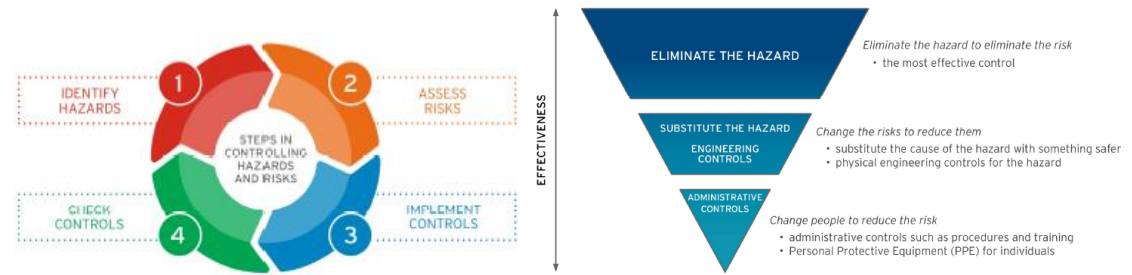 1
2
IDENTIFY
HAZARDS
ASSESS
RISKS
STEPS IN
CONTROLLING
HAZARDS
AND RISKS
CHECK
CONTROLS
IMPLEMENT
CONTROLS
4
3
EFFECTIVENESS
ELIMINATE THE HAZARD
Eliminate the hazard to eliminate the risk
• the most effective control
SUBSTITUTE THE HAZARD
ENGINEERING
CONTROLS
Change the risks to reduce them
• substitute the cause of the hazard with something safer
• physical engineering controls for the hazard
ADMINISTRATIVE
CONTROLS
Change people to reduce the risk
• administrative controls such as procedures and training
• Personal Protective Equipment (PPE) for individuals